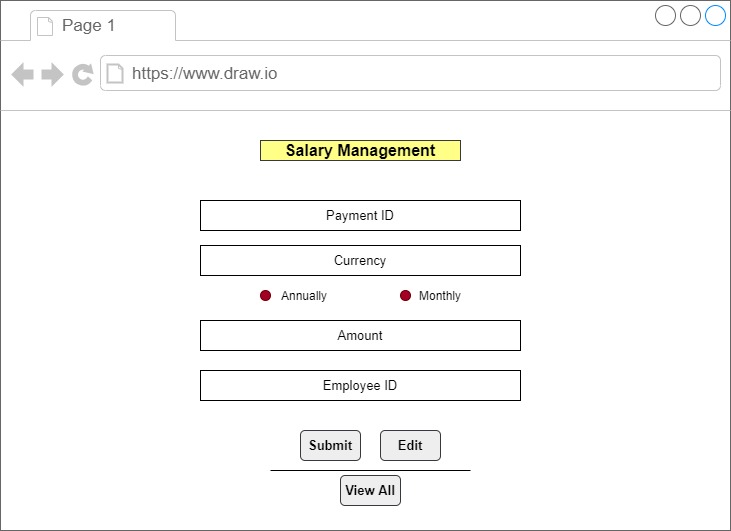 Page 1
https://www.draw.io
Salary Management
Payment ID
Currency
Annually Monthly
Amount
Employee ID
Submit Edit
View All